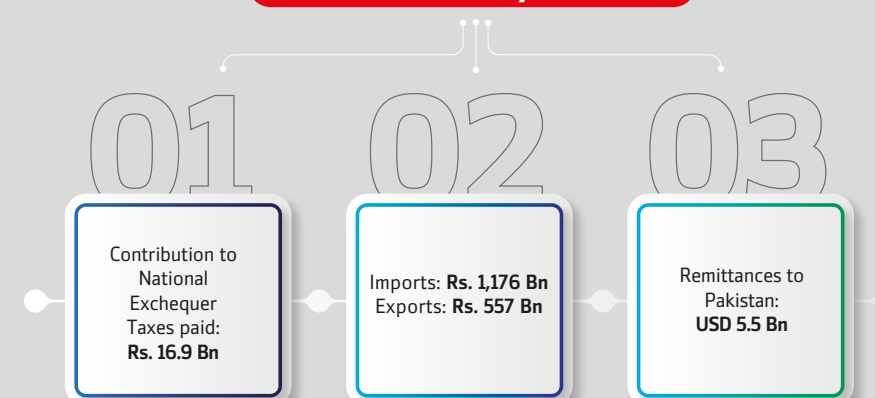 01
02
03
Contribution to
National
Exchequer
Taxes paid:
Rs. 16.9 Bn
Imports: Rs. 1,176 Bn
Exports: Rs. 557 Bn
Remittances to
Pakistan:
USD 5.5 Bn